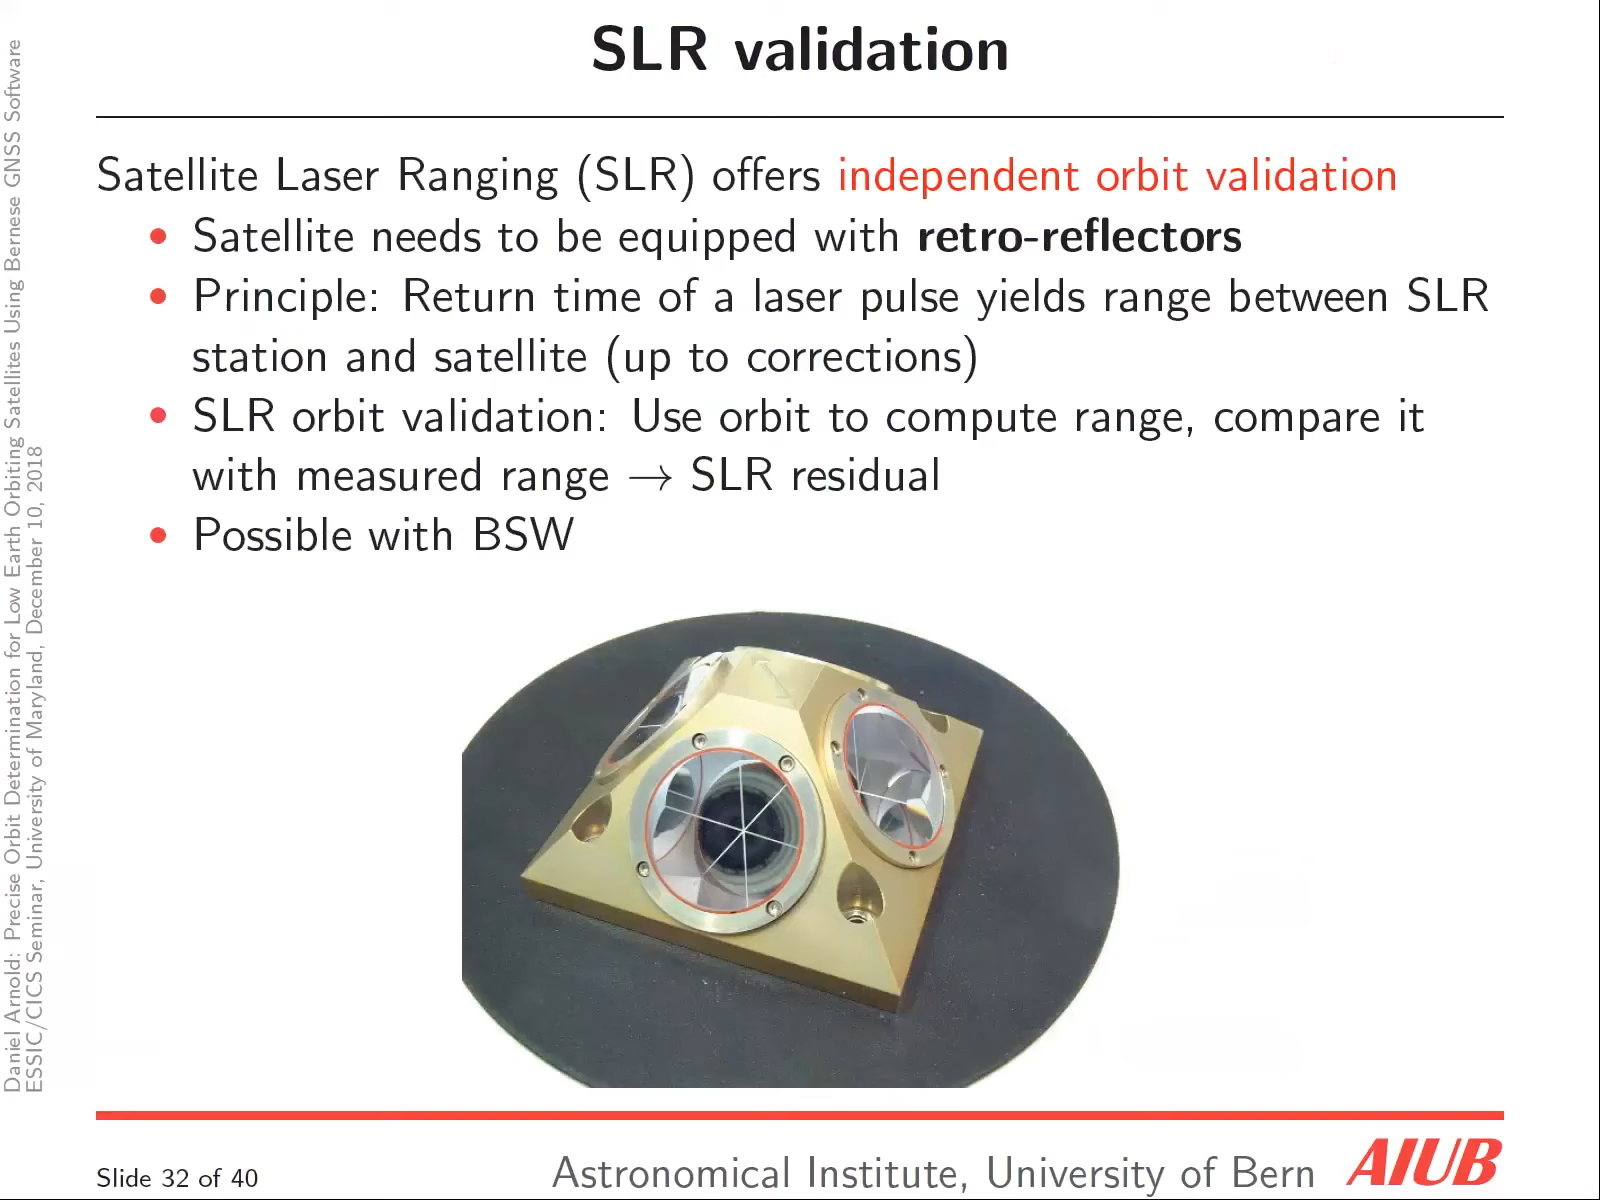 SLR validation
Satellite Laser Ranging (SLR) offers independent orbit validation
• Satellite needs to be equipped with retro-reflectors
• Principle: Return time of a laser pulse yields range between SLR
station and satellite (up to corrections)
• SLR orbit validation: Use orbit to compute range, compare it
with measured range → SLR residual
• Possible with BSW
Daniel Arnold: Precise Orbit Determination for Low Earth Orbiting Satellites Using Bernese GNSS Software
ESSIC/CICS Seminar, University of Maryland, December 10, 2018
Slide 32 of 40
Astronomical Institute, University of Bern
AIUB